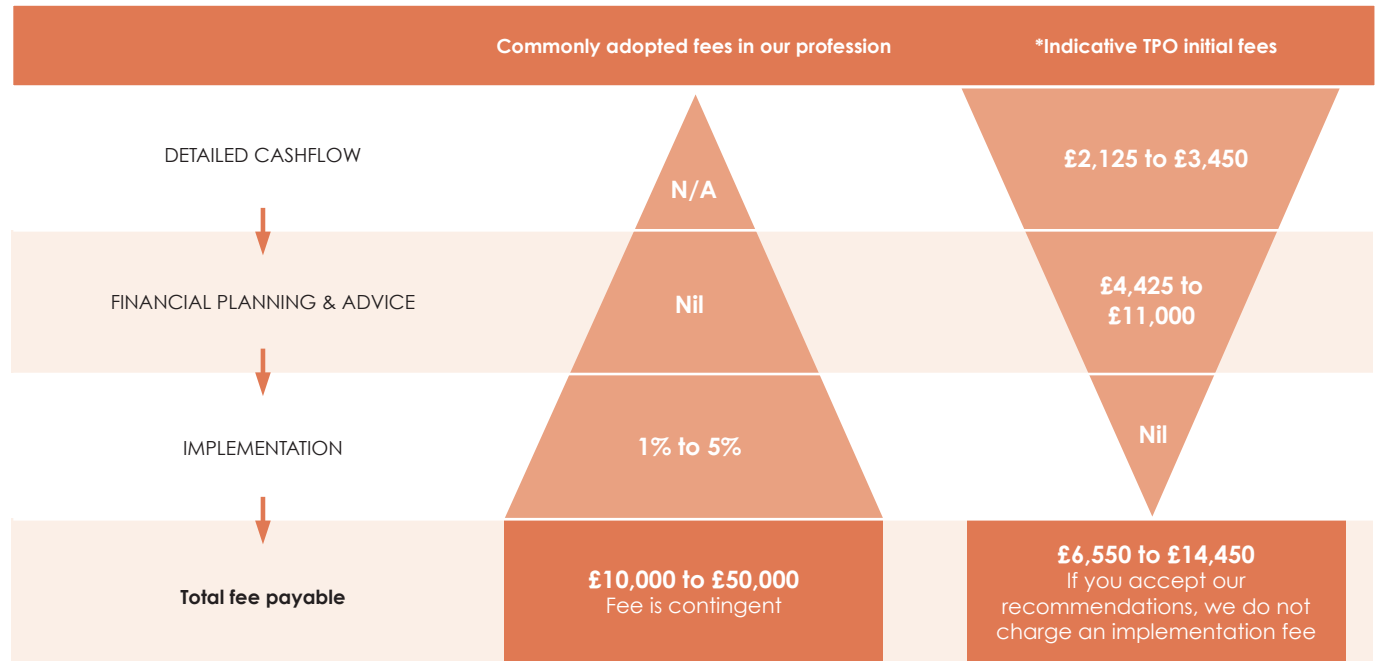 Commonly adopted fees in our profession
*Indicative TPO initial fees
DETAILED CASHFLOW
N/A
£2,125 to £3,450
FINANCIAL PLANNING & ADVICE
Nil
£4,425 to
£11,000
IMPLEMENTATION
1% to 5%
Nil
Total fee payable
£10,000 to £50,000
Fee is contingent
£6,550 to £14,450
If you accept our
recommendations, we do not
charge an implementation fee